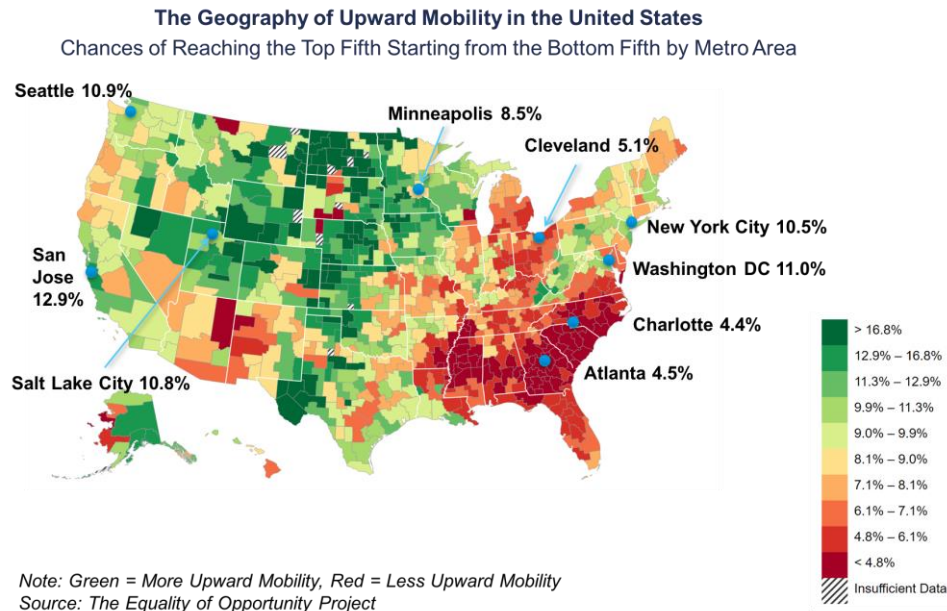 The Geography of Upward Mobility in the United States
Chances of Reaching the Top Fifth Starting from the Bottom Fifth by Metro Area
Seattle 10.9%
Minneapolis 8.5%
Cleveland 5.1%
New York City 10.5%
San
Jose
12.9%
Washington DC 11.0%
Charlotte 4.4%
Atlanta 4.5%
Salt Lake City 10.8%
> 16.8%
12.9% – 16.8%
11.3% – 12.9%
9.9% – 11.3%
9.0% – 9.9%
8.1% – 9.0%
7.1% – 8.1%
6.1% – 7.1%
4.8% – 6.1%
< 4.8%
Insufficient Data
Note: Green = More Upward Mobility, Red = Less Upward Mobility
Source: The Equality of Opportunity Project